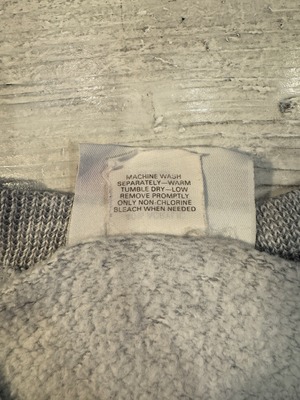 MACHINE WASH
SEPARATELY—WARM
TUMBLE DRY—LOW
REMOVE PROMPTLY
ONLY NON-CHLORINE
BLEACH WHEN NEEDED